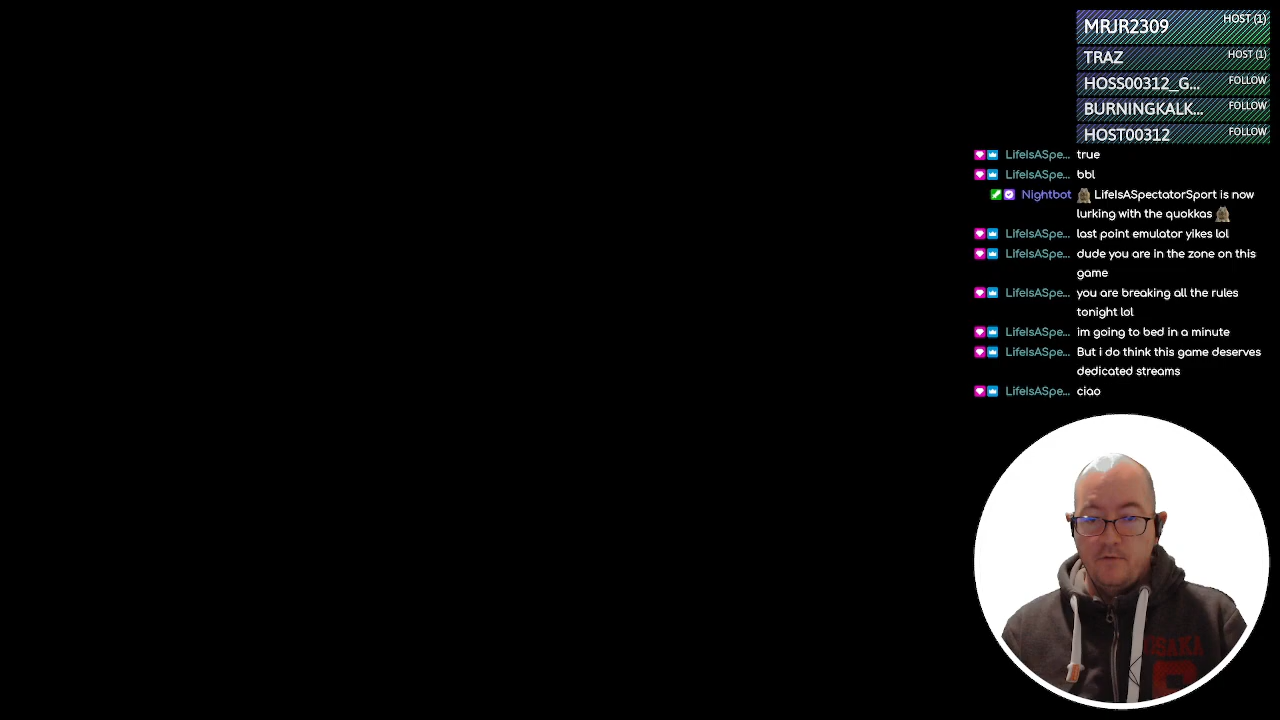 MRJR2309 HOST (1)
TRAZ HOST (1)
HOSS00312_G... FOLLOW
BURNINGKALK... FOLLOW
HOST00312 FOLLOW
LifeIsASpe... true
LifeIsASpe... bbl
Nightbot LifeIsASpectatorSport is now
lurking with the quokkas
LifeIsASpe... last point emulator yikes lol
LifeIsASpe... dude you are in the zone on this
game
LifeIsASpe... you are breaking all the rules
tonight lol
LifeIsASpe... im going to bed in a minute
LifeIsASpe... But i do think this game deserves
dedicated streams
LifeIsASpe... ciao
OSAKA